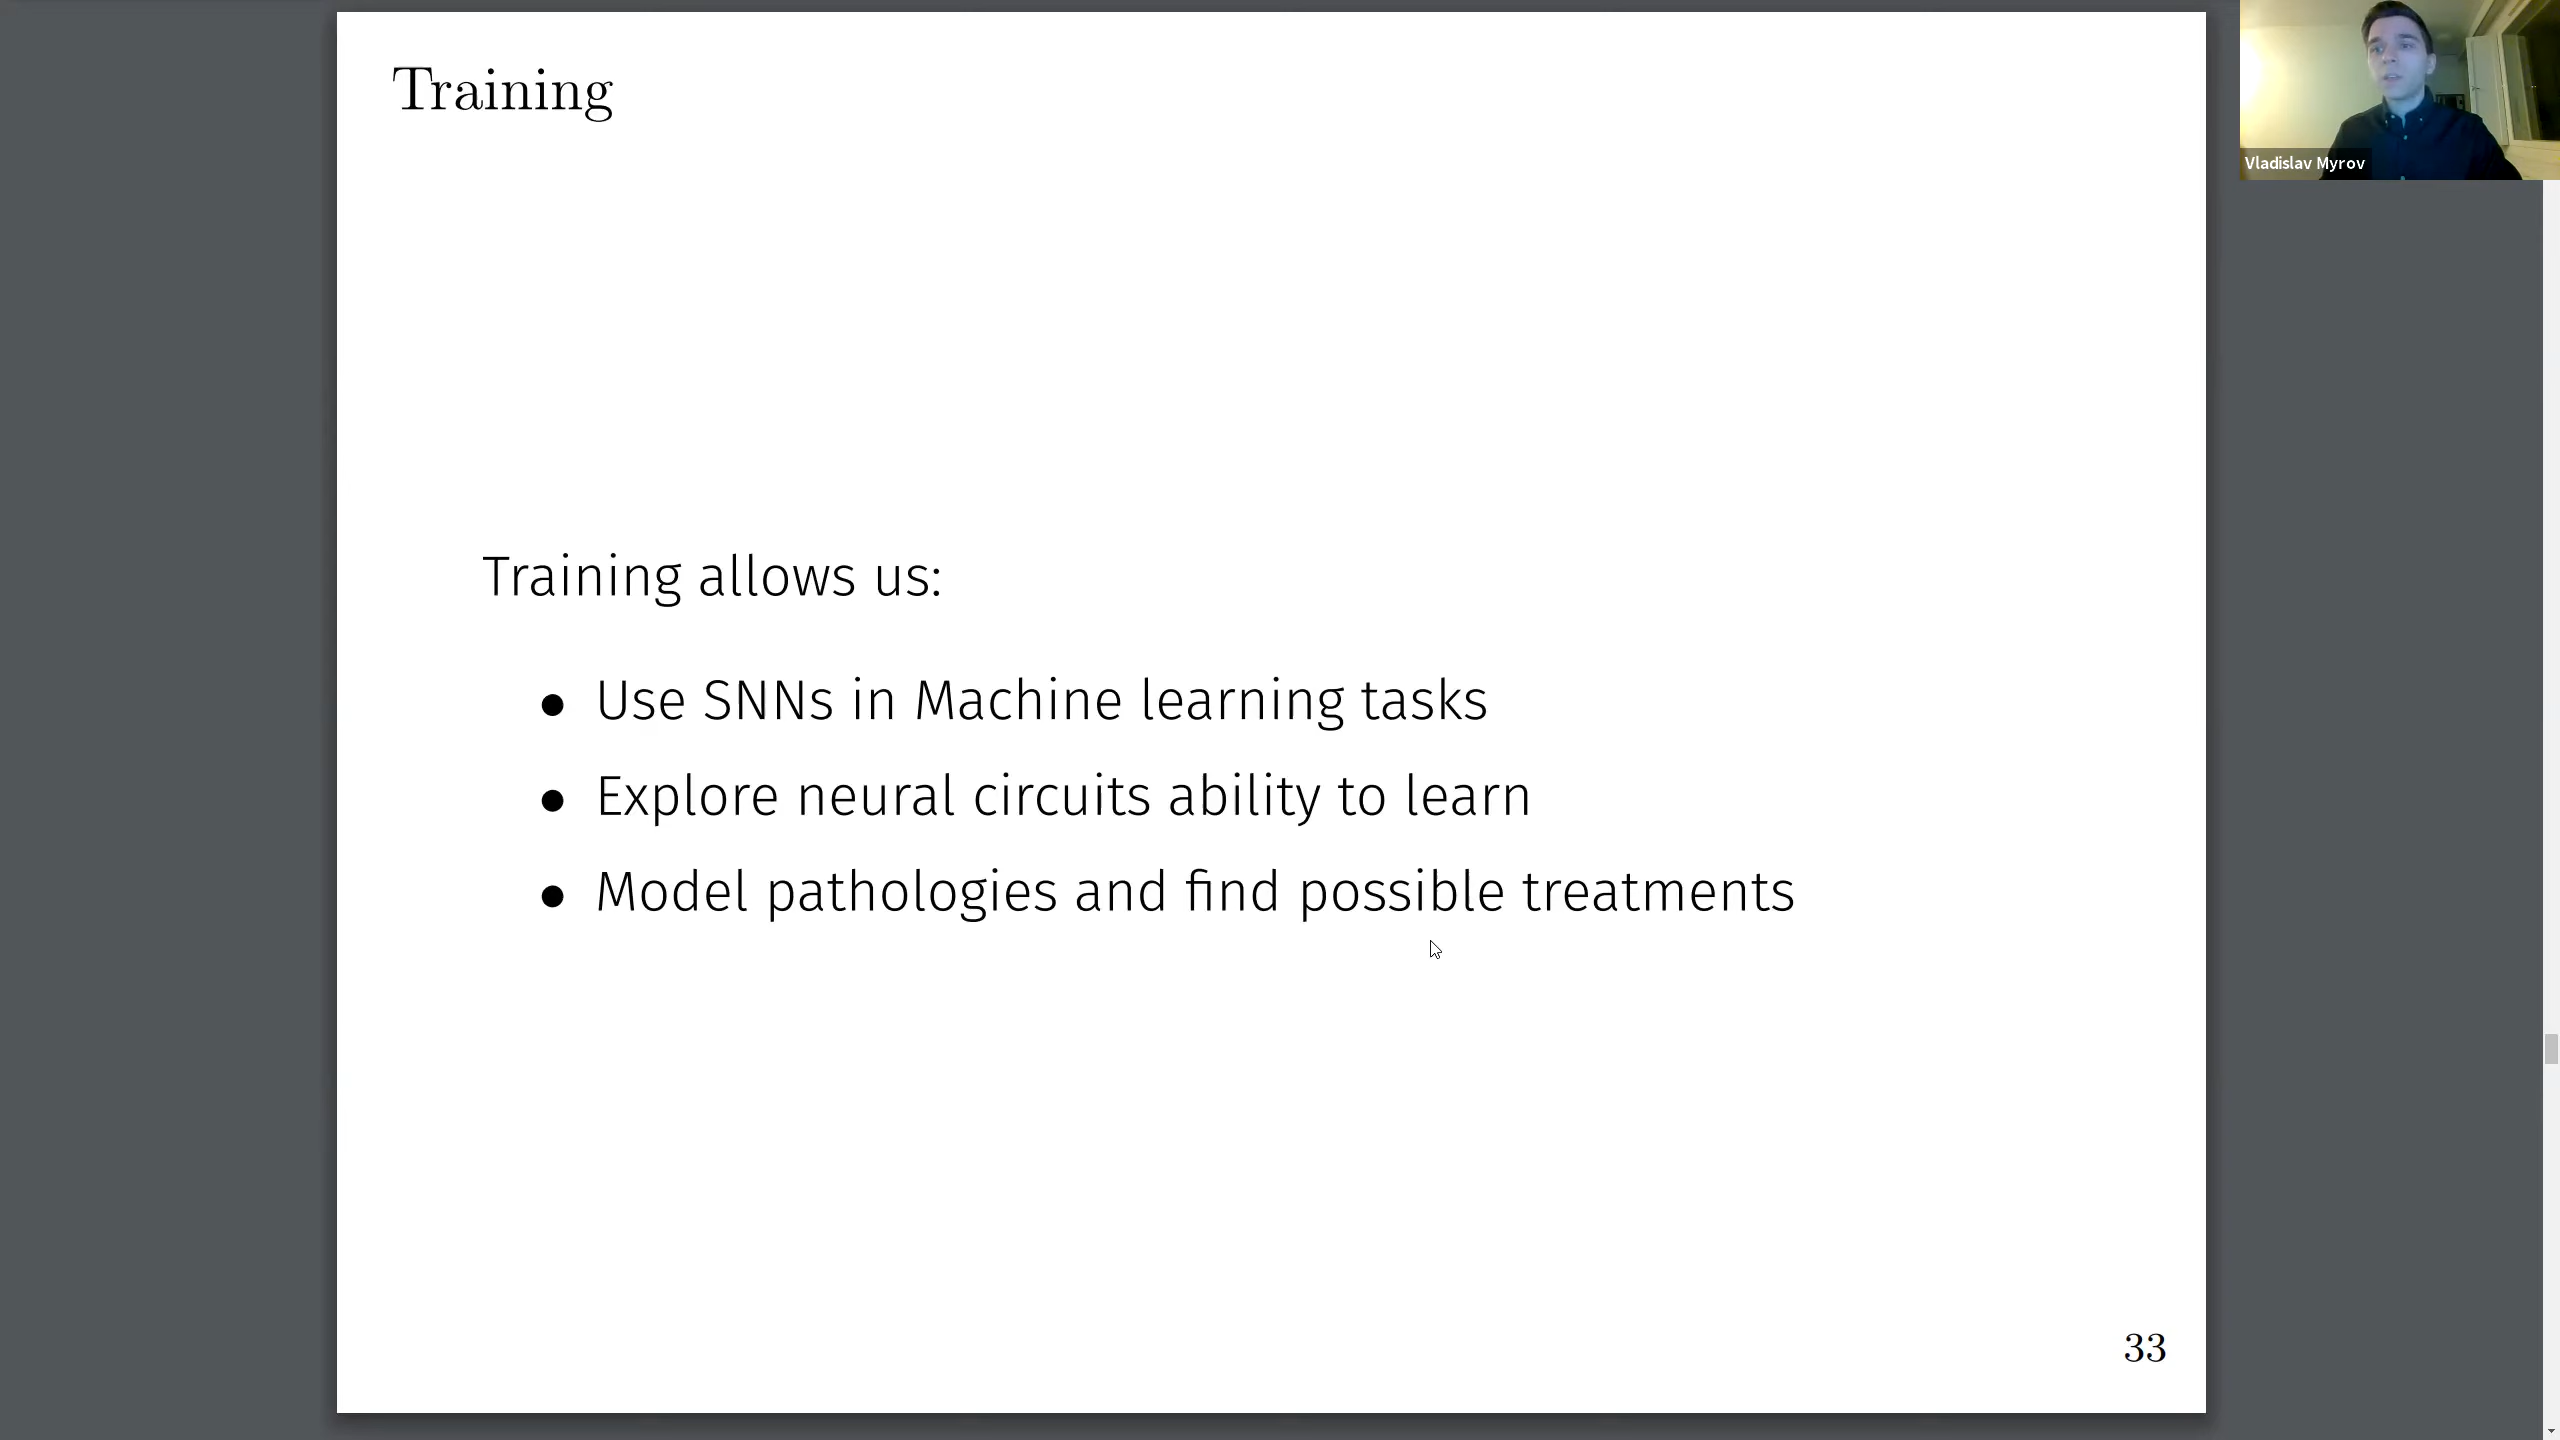 Training
Vladislav Myrov
Training allows us:
● Use SNNs in Machine learning tasks
● Explore neural circuits ability to learn
● Model pathologies and find possible treatments
33